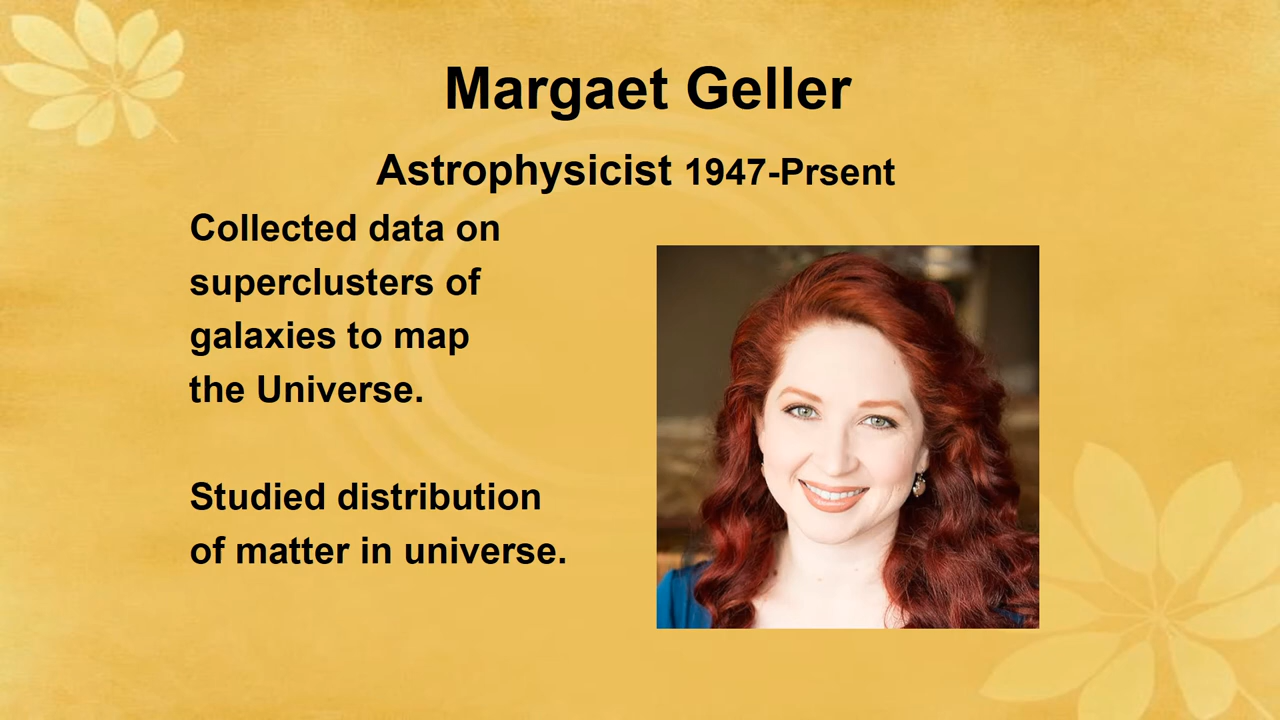 Margaet Geller
Astrophysicist 1947-Prsent
Collected data on
superclusters of
galaxies to map
the Universe.
Studied distribution
of matter in universe.